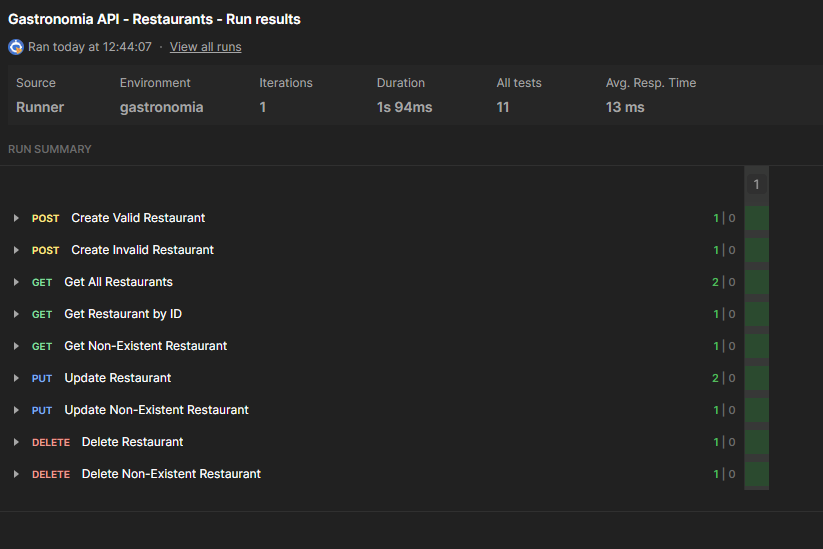 Gastronomia API - Restaurants - Run results
Ran today at 12:44:07 · View all runs
Source Environment Iterations Duration All tests Avg. Resp. Time
Runner gastronomia 1 1s 94ms 11 13 ms
RUN SUMMARY
1
POST Create Valid Restaurant 1 | 0
POST Create Invalid Restaurant 1 | 0
GET Get All Restaurants 2 | 0
GET Get Restaurant by ID 1 | 0
GET Get Non-Existent Restaurant 1 | 0
PUT Update Restaurant 2 | 0
PUT Update Non-Existent Restaurant 1 | 0
DELETE Delete Restaurant 1 | 0
DELETE Delete Non-Existent Restaurant 1 | 0